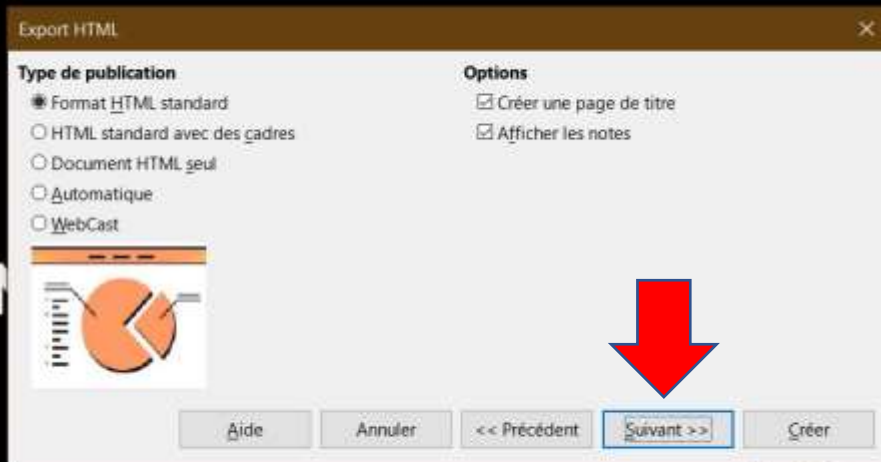 Export HTML
Type de publication
Format HTML standard
HTML standard avec des cadres
Document HTML seul
Automatique
WebCast
Options
Créer une page de titre
Afficher les notes
Aide
Annuler
<< Précédent
Suivant >>
Créer